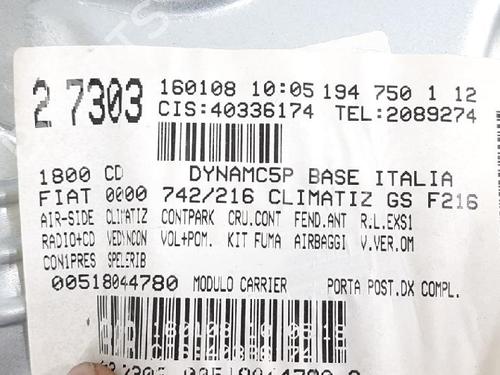 2 7303 160108 10:05 194 750 1 12
CIS:40336174 TEL:2089274
1800 CD DYNAMC5P BASE ITALIA
FIAT 0000 742/216 CLIMATIZ GS F216
AIR-SIDE CLIMATIZ CONTPARK CRU.CONT FEND.ANT R.L.EXS1
RADIO+CD VEDYNCON VOL+POM. KIT FUMA AIRBAGGI V.VER.OM
CON1PRES SPELERIB
00518044780 MODULO CARRIER PORTA POST.DX COMPL.